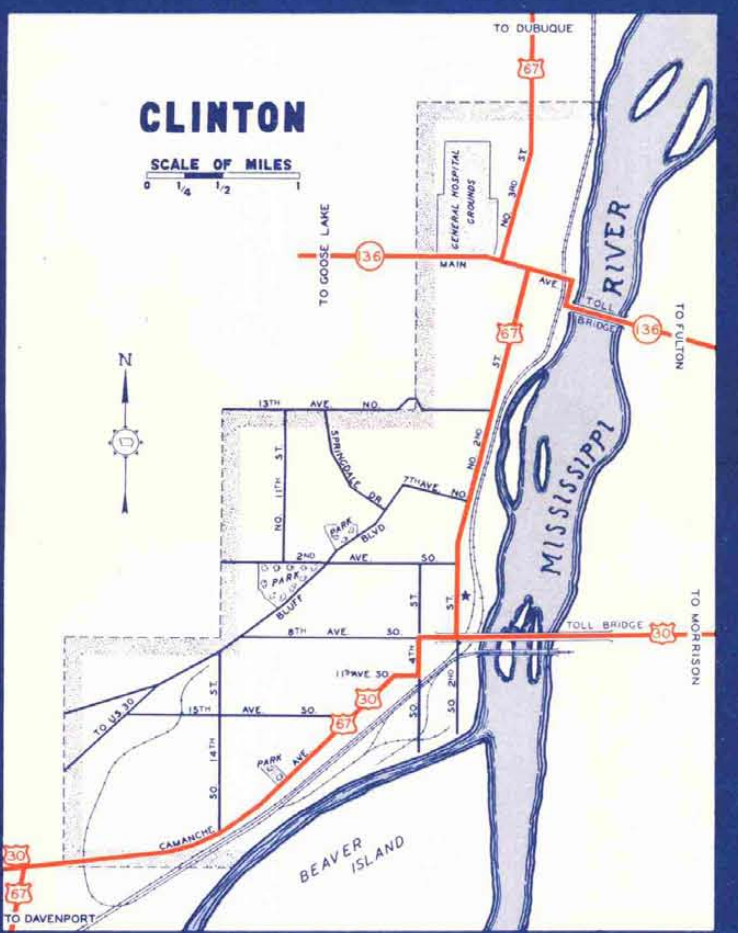 TO DUBUQUE
67
CLINTON
SCALE OF MILES
0 1/4 1/2 1
GENERAL HOSPITAL
GROUNDS
NO. 3RD ST.
TO GOOSE LAKE
136
MAIN AVE.
TOLL
BRIDGE
136
TO FULTON
RIVER
MISSISSIPPI
67
NO. 2ND ST.
N
13TH AVE. NO.
NO. 11TH ST.
SPRINGDALE DR.
7TH AVE. NO.
PARK
BLUFF BLVD
2ND AVE. SO.
PARK
SO. 4TH ST.
SO. 2ND ST.
8TH AVE. SO.
TOLL BRIDGE
30
TO MORRISON
11TH AVE. SO.
30
67
TO U.S. 30
15TH AVE. SO.
SO. 14TH ST.
PARK
CAMANCHE AVE.
BEAVER
ISLAND
30
67
TO DAVENPORT